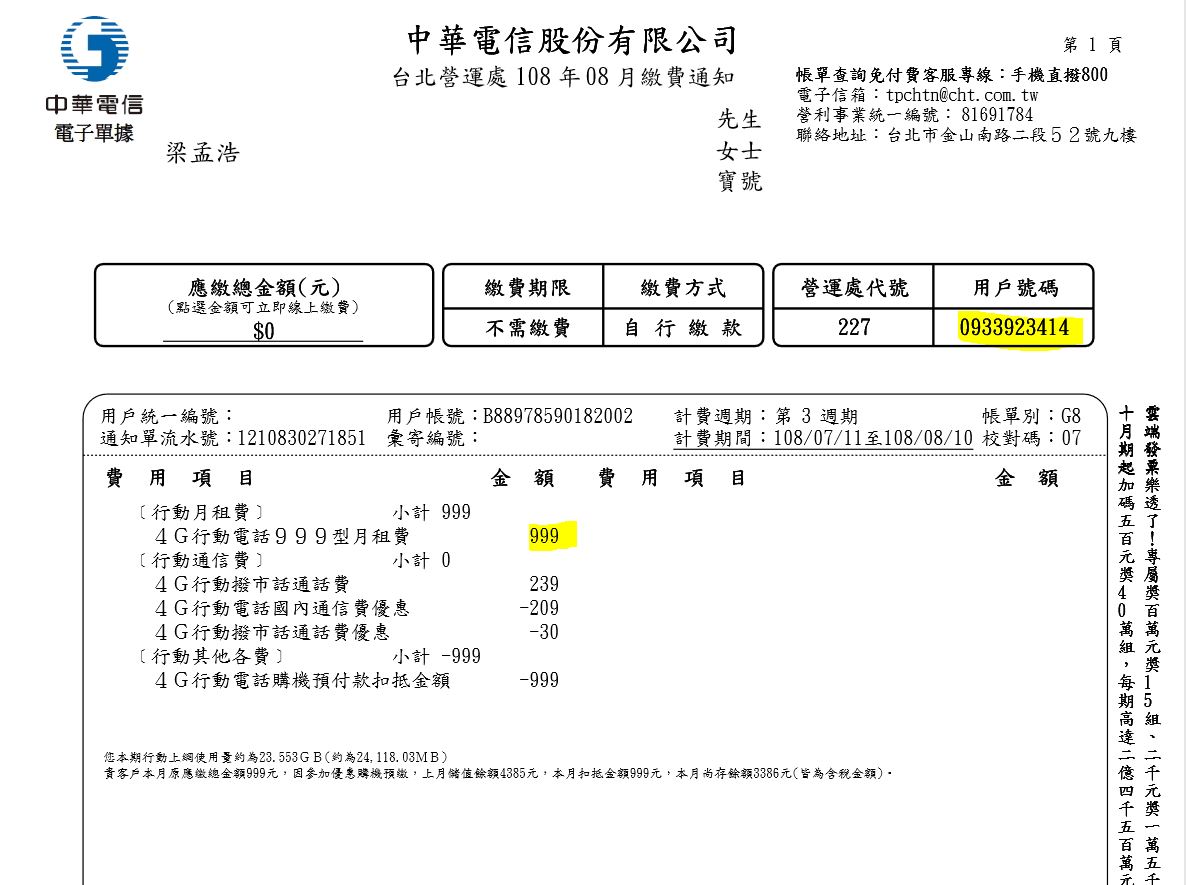 中華電信
電子單據
中華電信股份有限公司
台北營運處 108 年 08 月繳費通知
第 1 頁
帳單查詢免付費客服專線：手機直撥800
電子信箱：tpchtn@cht.com.tw
營利事業統一編號： 81691784
聯絡地址：台北市金山南路二段５２號九樓
梁孟浩
先生
女士
寶號
應繳總金額(元)
(點選金額可立即線上繳費)
$0
繳費期限 繳費方式
不需繳費 自 行 繳 款
營運處代號 用戶號碼
227 0933923414
用戶統一編號： 用戶帳號：B88978590182002 計費週期：第 3 週期 帳單別：G8
通知單流水號：1210830271851 彙寄編號： 計費期間：108/07/11至108/08/10 校對碼：07
費 用 項 目 金 額 費 用 項 目 金 額
〔行動月租費〕 小計 999
４Ｇ行動電話９９９型月租費 999
〔行動通信費〕 小計 0
４Ｇ行動撥市話通話費 239
４Ｇ行動電話國內通信費優惠 -209
４Ｇ行動撥市話通話費優惠 -30
〔行動其他各費〕 小計 -999
４Ｇ行動電話購機預付款扣抵金額 -999
您本期行動上網使用量約為23.553ＧＢ(約為24,118.03ＭＢ)
貴客戶本月原應繳總金額999元，因參加優惠購機預繳，上月儲值餘額4385元，本月扣抵金額999元，本月尚存餘額3386元(皆為含稅金額)。
雲端發票樂透了！專屬獎百萬元獎15組、二千元獎一萬五千
十月期起加碼五百元獎40萬組，每期高達二億四千五百萬元